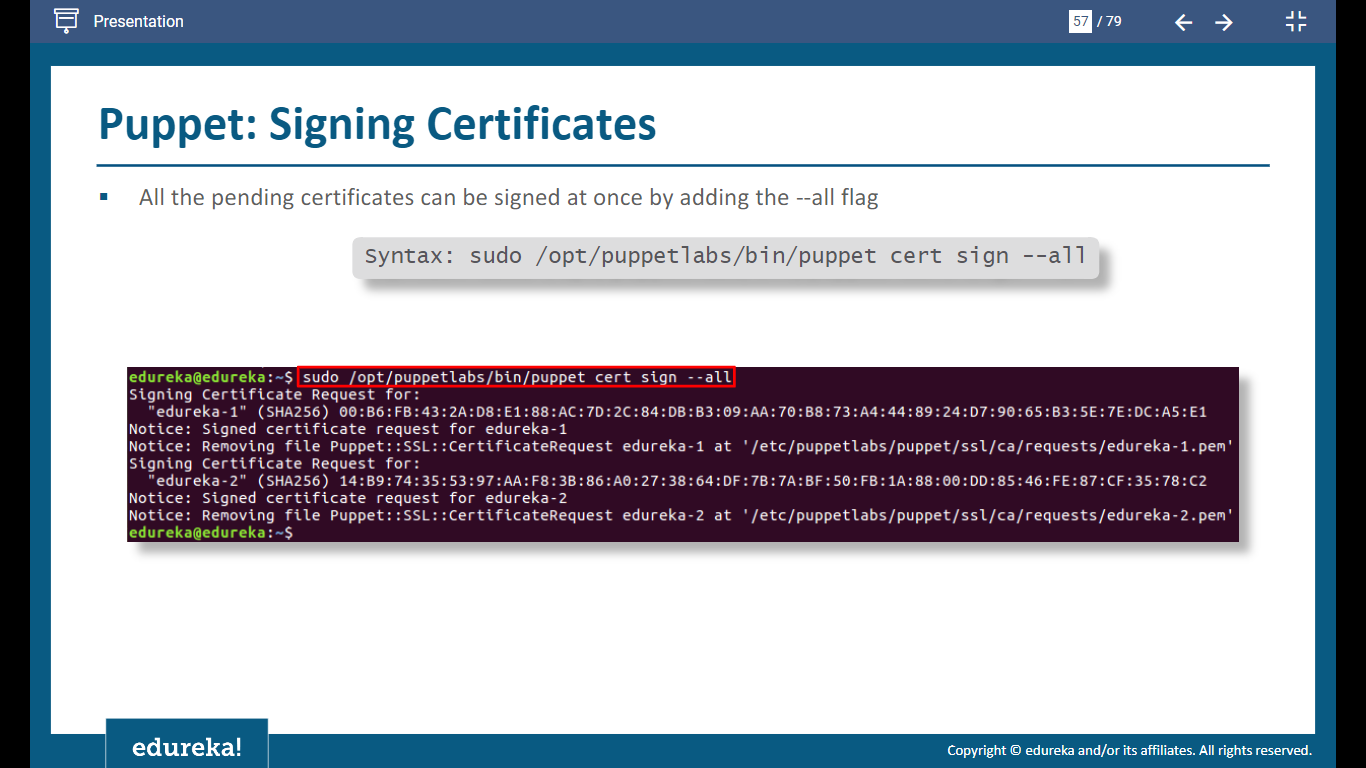 Presentation
57 / 79
Puppet: Signing Certificates
▪ All the pending certificates can be signed at once by adding the --all flag
Syntax: sudo /opt/puppetlabs/bin/puppet cert sign --all
edureka@edureka:~$ sudo /opt/puppetlabs/bin/puppet cert sign --all
Signing Certificate Request for:
  "edureka-1" (SHA256) 00:B6:FB:43:2A:D8:E1:88:AC:7D:2C:84:DB:B3:09:AA:70:B8:73:A4:44:89:24:D7:90:65:B3:5E:7E:DC:A5:E1
Notice: Signed certificate request for edureka-1
Notice: Removing file Puppet::SSL::CertificateRequest edureka-1 at '/etc/puppetlabs/puppet/ssl/ca/requests/edureka-1.pem'
Signing Certificate Request for:
  "edureka-2" (SHA256) 14:B9:74:35:53:97:AA:F8:3B:86:A0:27:38:64:DF:7B:7A:BF:50:FB:1A:88:00:DD:85:46:FE:87:CF:35:78:C2
Notice: Signed certificate request for edureka-2
Notice: Removing file Puppet::SSL::CertificateRequest edureka-2 at '/etc/puppetlabs/puppet/ssl/ca/requests/edureka-2.pem'
edureka@edureka:~$
edureka!
Copyright © edureka and/or its affiliates. All rights reserved.